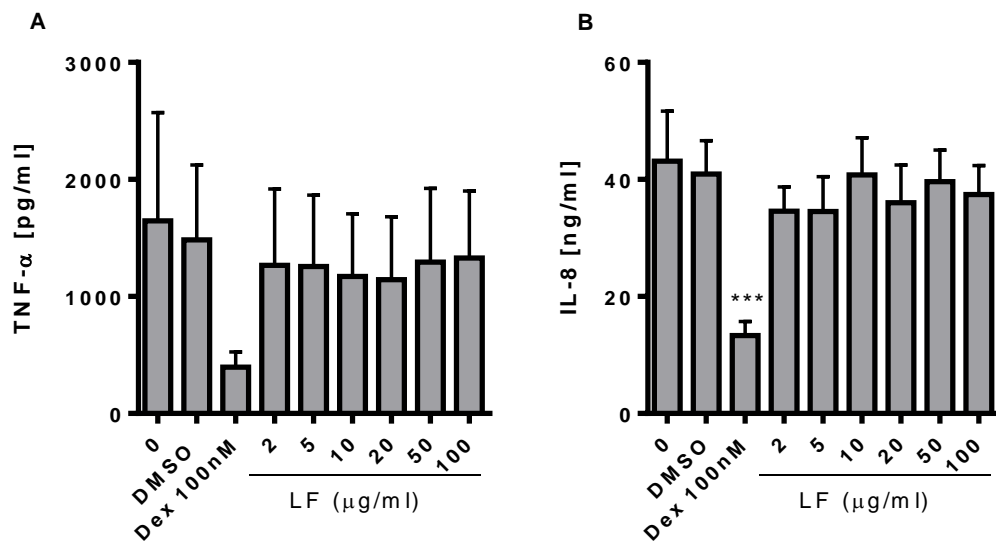 A
TNF-α [pg/ml]
3000
2000
1000
0
0
DMSO
Dex 100nM
2
5
10
20
50
100
LF (μg/ml)
B
IL-8 [ng/ml]
60
40
20
0
***
0
DMSO
Dex 100nM
2
5
10
20
50
100
LF (μg/ml)